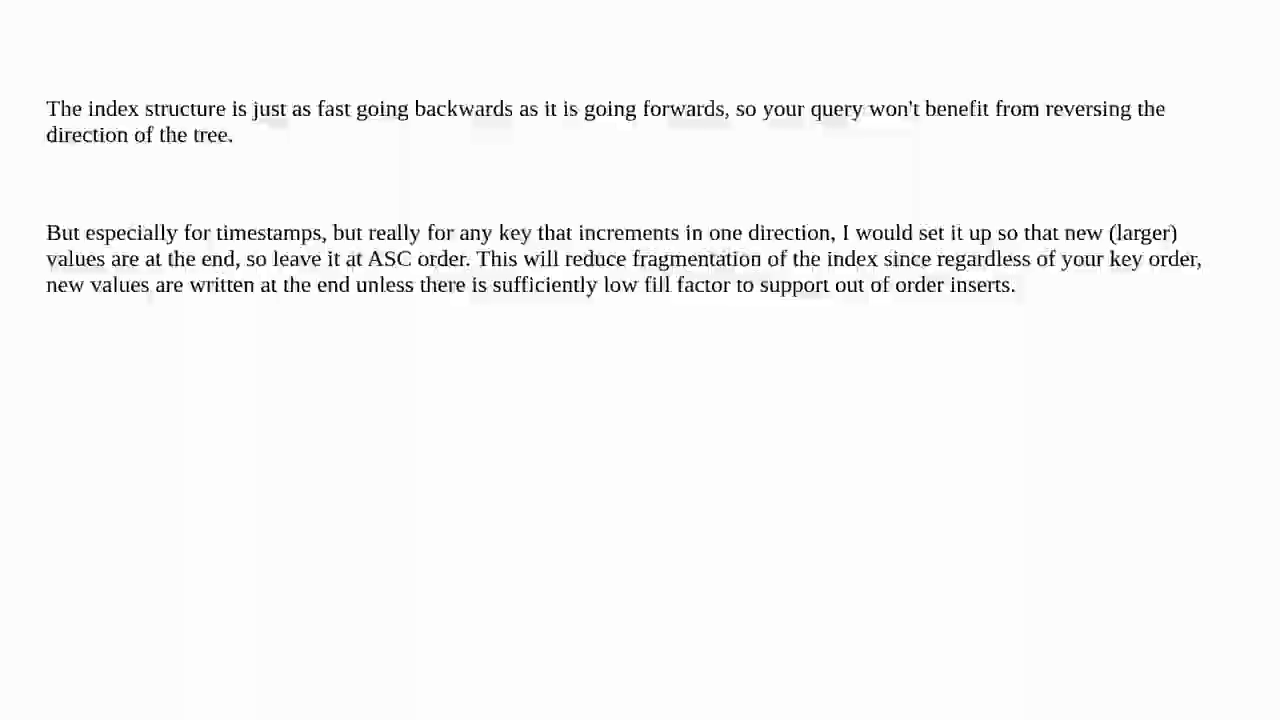 The index structure is just as fast going backwards as it is going forwards, so your query won't benefit from reversing the
direction of the tree.
But especially for timestamps, but really for any key that increments in one direction, I would set it up so that new (larger)
values are at the end, so leave it at ASC order. This will reduce fragmentation of the index since regardless of your key order,
new values are written at the end unless there is sufficiently low fill factor to support out of order inserts.